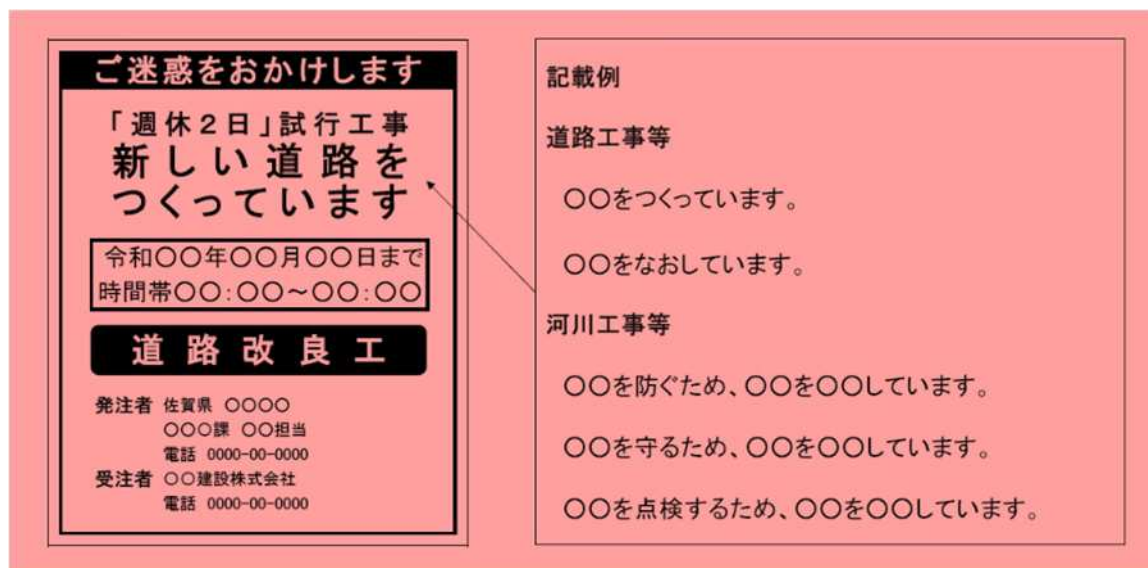 ご迷惑をおかけします
「週休２日」試行工事
新しい道路を
つくっています
令和〇〇年〇〇月〇〇日まで
時間帯〇〇:〇〇～〇〇:〇〇
道路改良工
発注者 佐賀県 〇〇〇〇
〇〇〇課 〇〇担当
電話 0000-00-0000
受注者 〇〇建設株式会社
電話 0000-00-0000
記載例
道路工事等
〇〇をつくっています。
〇〇をなおしています。
河川工事等
〇〇を防ぐため、〇〇を〇〇しています。
〇〇を守るため、〇〇を〇〇しています。
〇〇を点検するため、〇〇を〇〇しています。